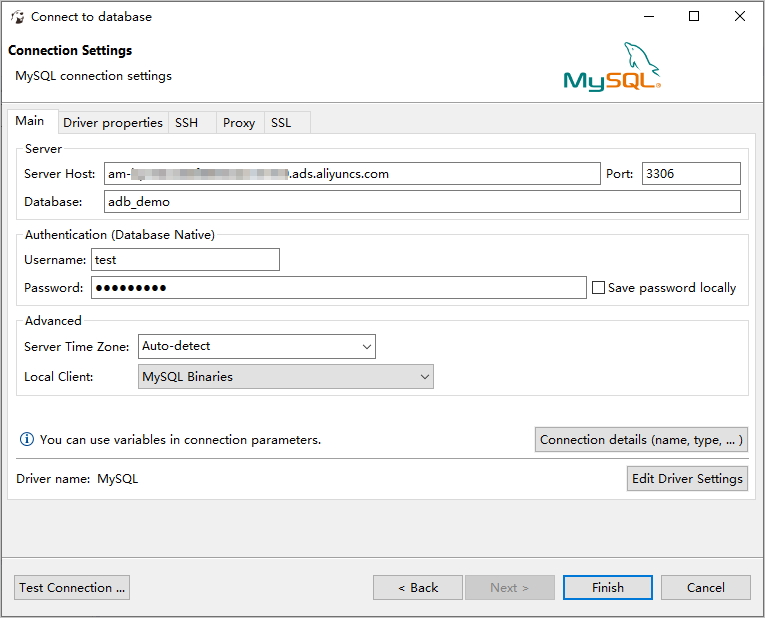 Connect to database
Connection Settings
MySQL connection settings
MySQL®
Main Driver properties SSH Proxy SSL
Server
Server Host: am- .ads.aliyuncs.com Port: 3306
Database: adb_demo
Authentication (Database Native)
Username: test
Password: ●●●●●●●●●
Save password locally
Advanced
Server Time Zone: Auto-detect
Local Client: MySQL Binaries
You can use variables in connection parameters.
Connection details (name, type, ... )
Driver name: MySQL
Edit Driver Settings
Test Connection ... < Back Next > Finish Cancel